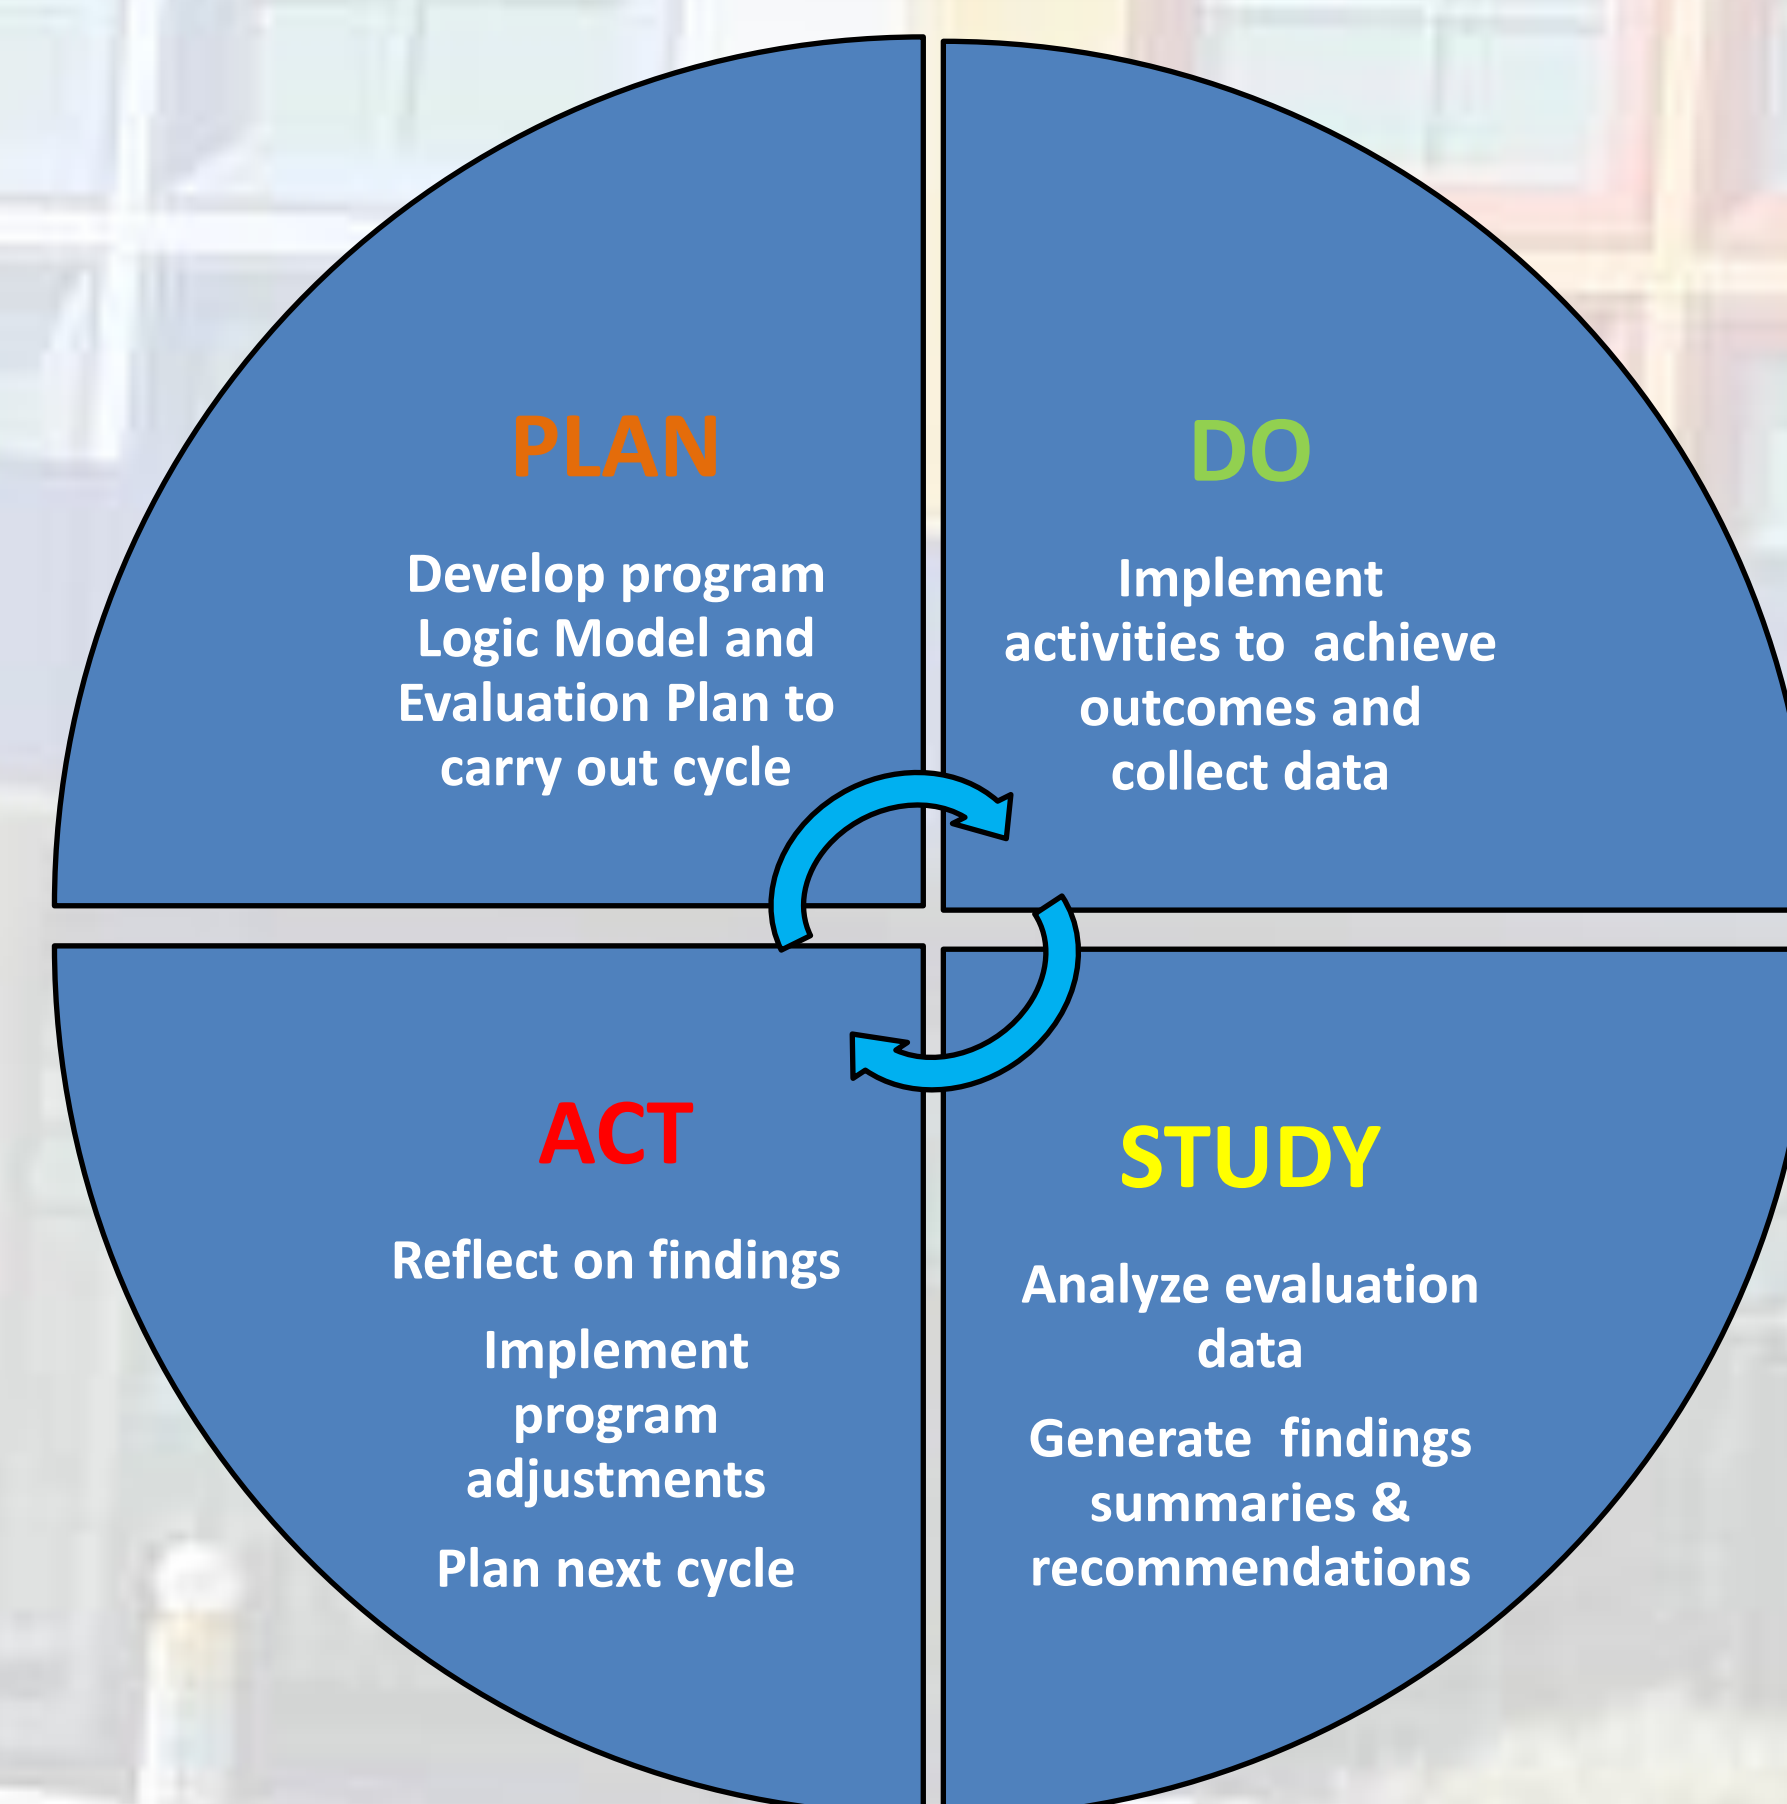 PLAN
Develop program
Logic Model and
Evaluation Plan to
carry out cycle
DO
Implement
activities to  achieve
outcomes and
collect data
ACT
Reflect on findings
Implement
program
adjustments
Plan next cycle
STUDY
Analyze evaluation
data
Generate  findings
summaries &
recommendations